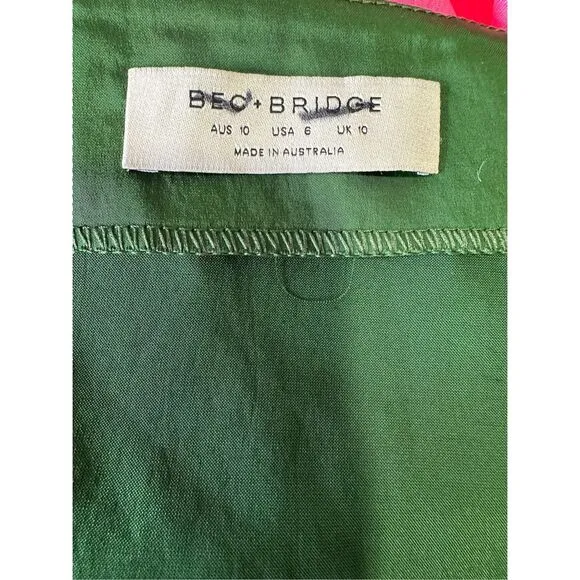 BEC + BRIDGE
AUS 10 USA 6 UK 10
MADE IN AUSTRALIA